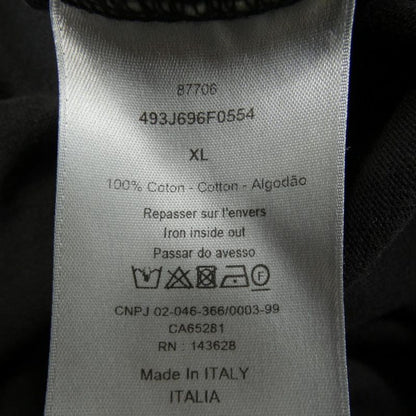 87706
493J696F0554
XL
100% Coton - Cotton - Algodão
Repasser sur l'envers
Iron inside out
Passar do avesso
CNPJ 02-046-366/0003-99
CA65281
RN : 143628
Made In ITALY
ITALIA